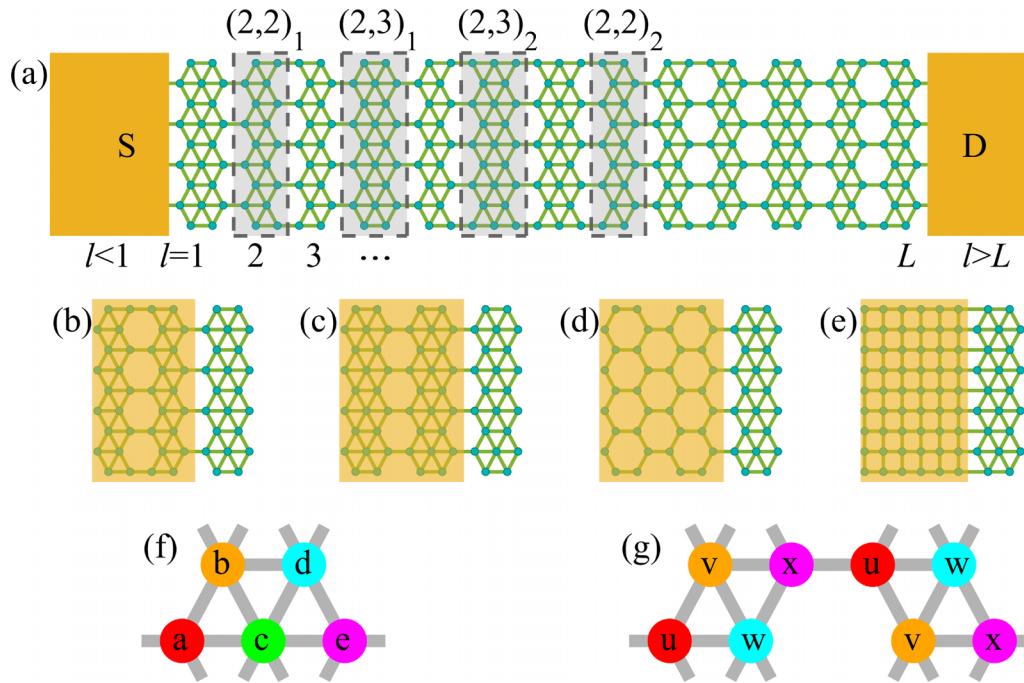 (2,2)₁ (2,3)₁ (2,3)₂ (2,2)₂
(a)
S D
l<1 l=1 2 3 ... L l>L
(b) (c) (d) (e)
(f) (g)
b d v x u w
a c e u w v x